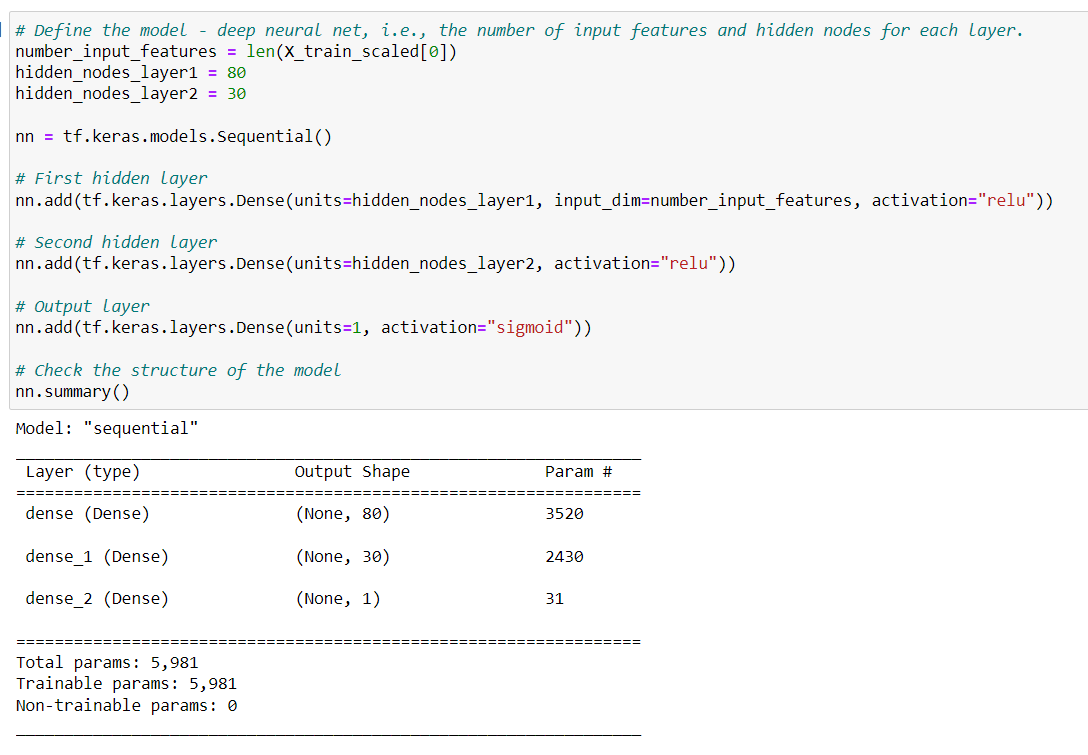 # Define the model - deep neural net, i.e., the number of input features and hidden nodes for each layer.
number_input_features = len(X_train_scaled[0])
hidden_nodes_layer1 = 80
hidden_nodes_layer2 = 30
nn = tf.keras.models.Sequential()
# First hidden layer
nn.add(tf.keras.layers.Dense(units=hidden_nodes_layer1, input_dim=number_input_features, activation="relu"))
# Second hidden layer
nn.add(tf.keras.layers.Dense(units=hidden_nodes_layer2, activation="relu"))
# Output layer
nn.add(tf.keras.layers.Dense(units=1, activation="sigmoid"))
# Check the structure of the model
nn.summary()
Model: "sequential"
_________________________________________________________________
Layer (type) Output Shape Param #
=================================================================
dense (Dense) (None, 80) 3520
dense_1 (Dense) (None, 30) 2430
dense_2 (Dense) (None, 1) 31
=================================================================
Total params: 5,981
Trainable params: 5,981
Non-trainable params: 0
_________________________________________________________________